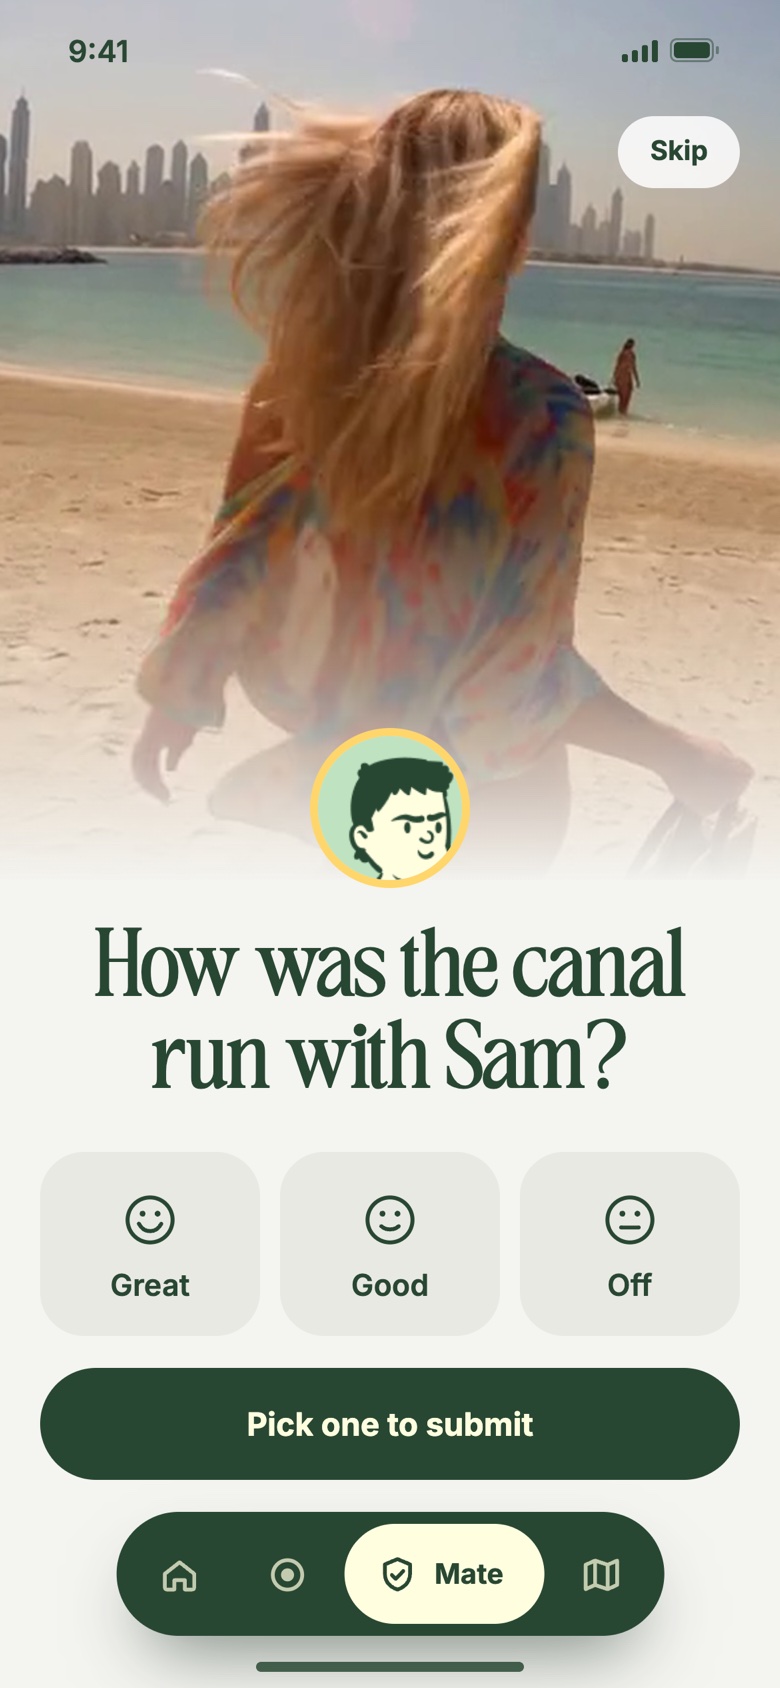 9:41
Skip
How was the canal
run with Sam?
Great
Good
Off
Pick one to submit
Mate